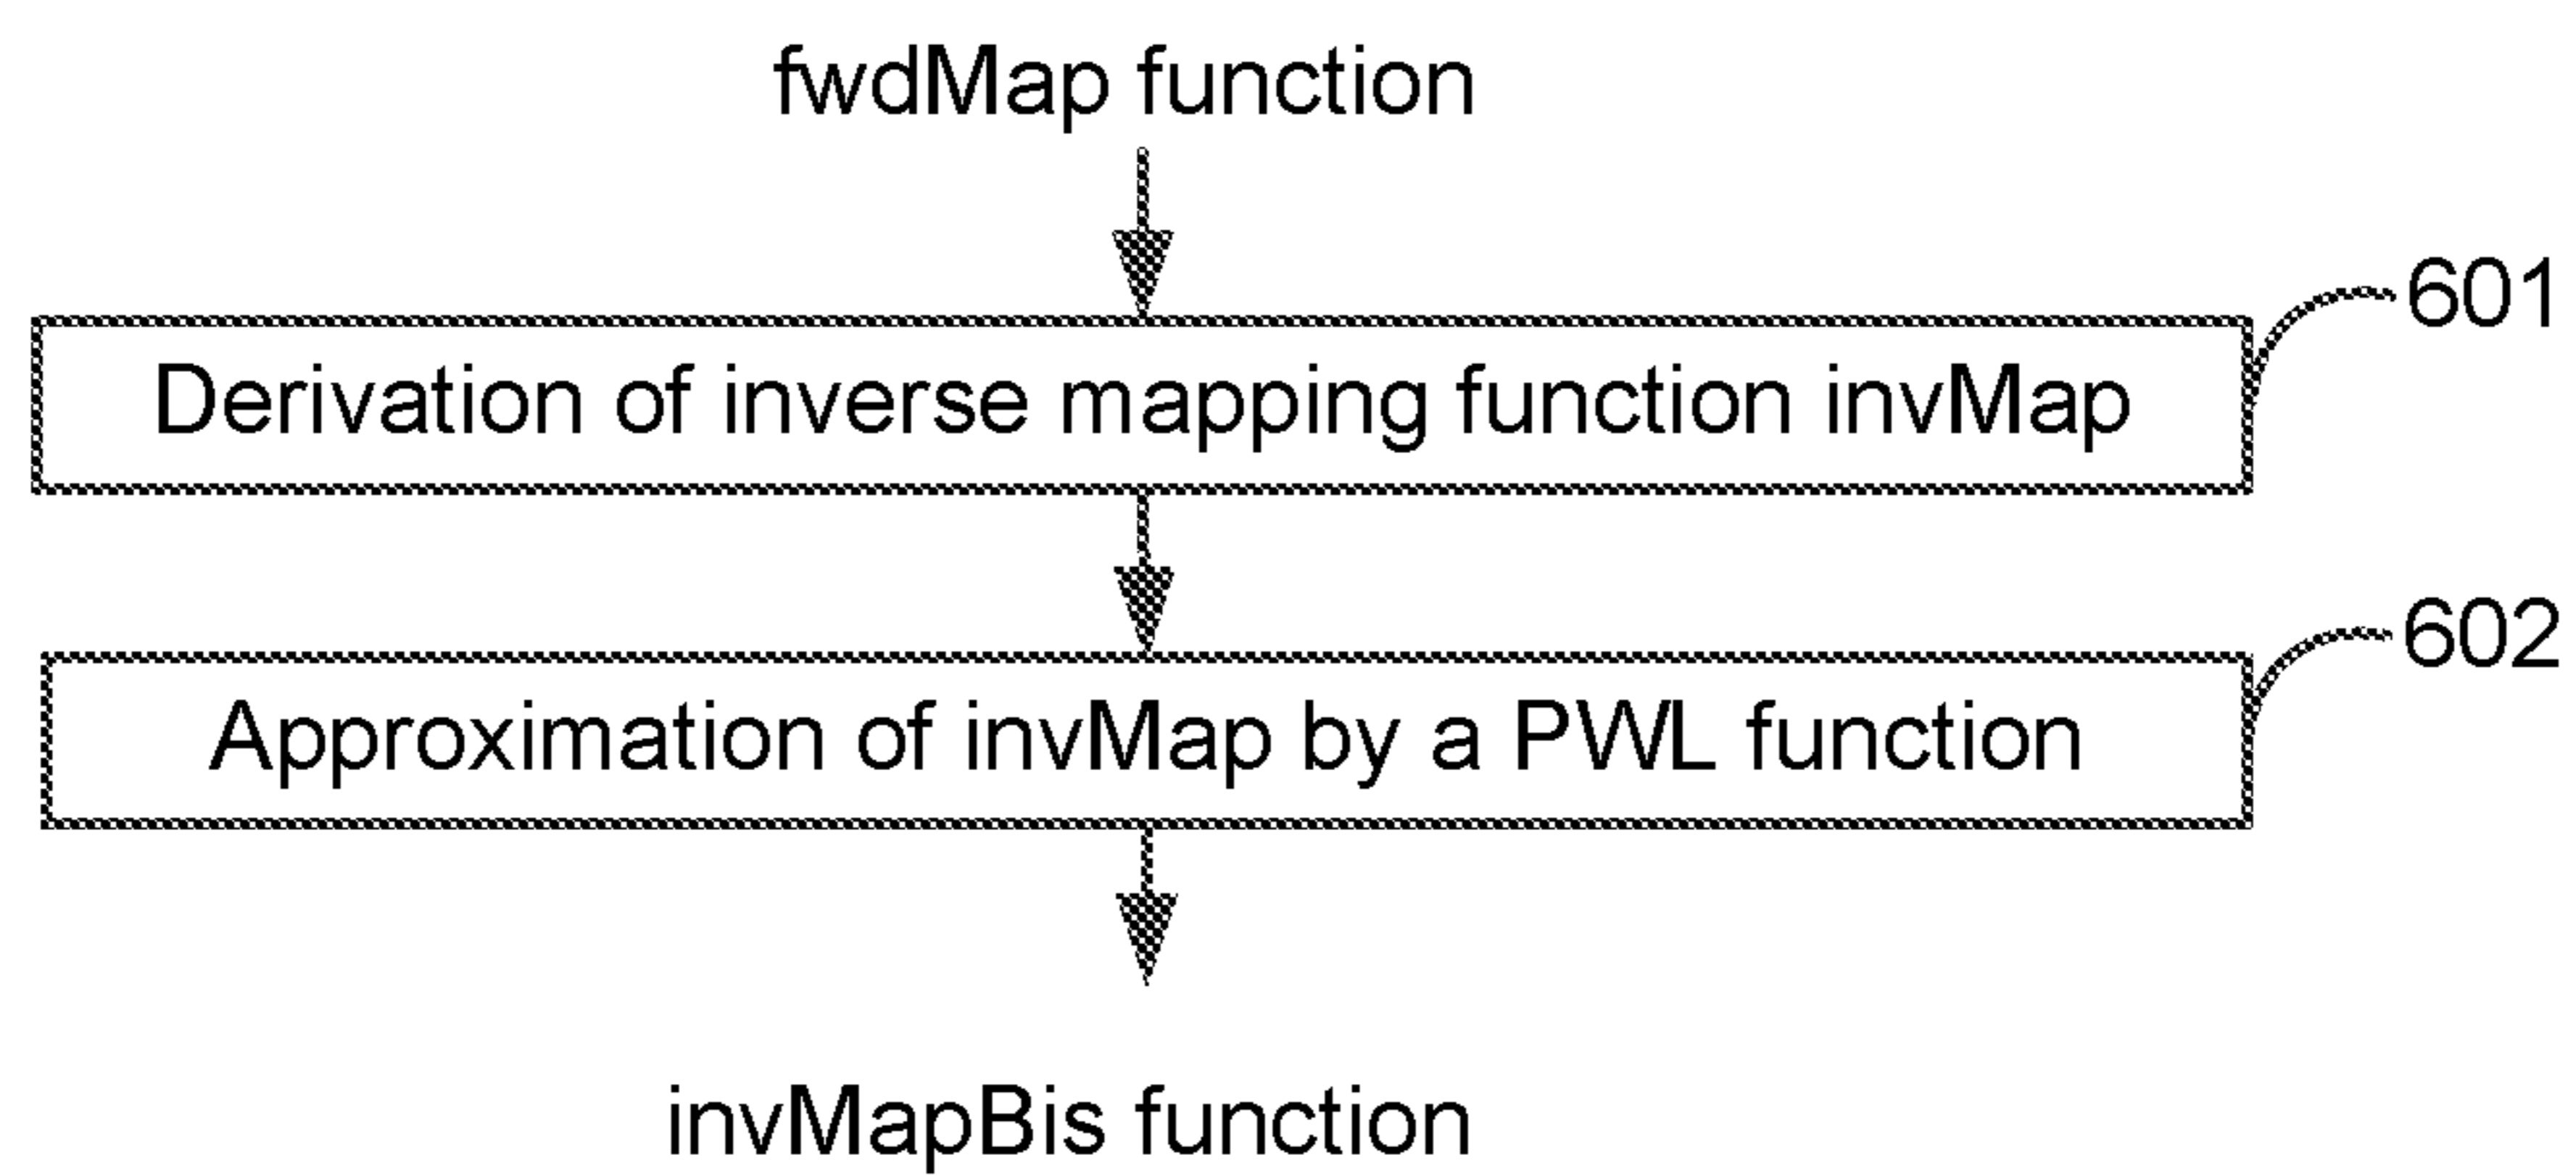 fwdMap function
601
Derivation of inverse mapping function invMap
602
Approximation of invMap by a PWL function
invMapBis function